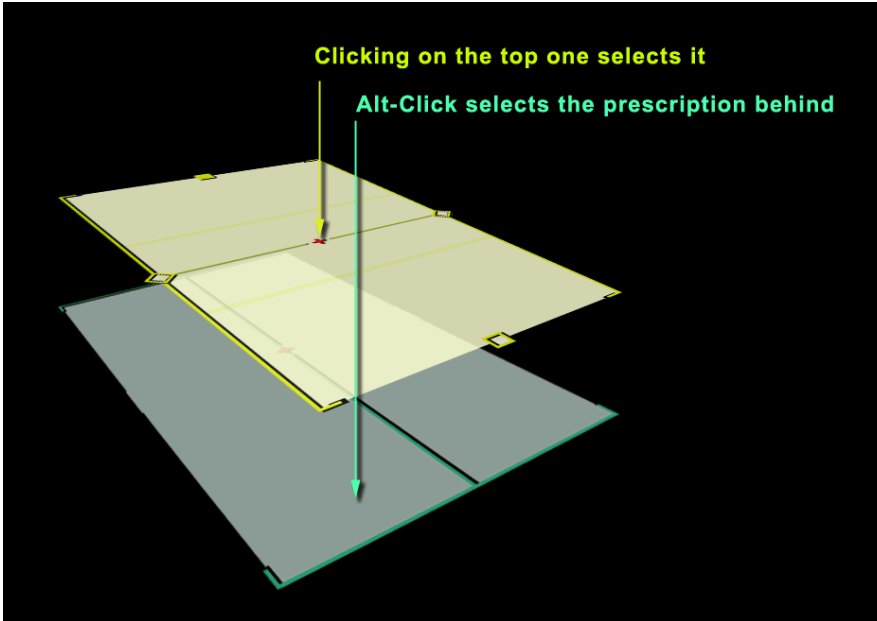 Clicking on the top one selects it
Alt-Click selects the prescription behind